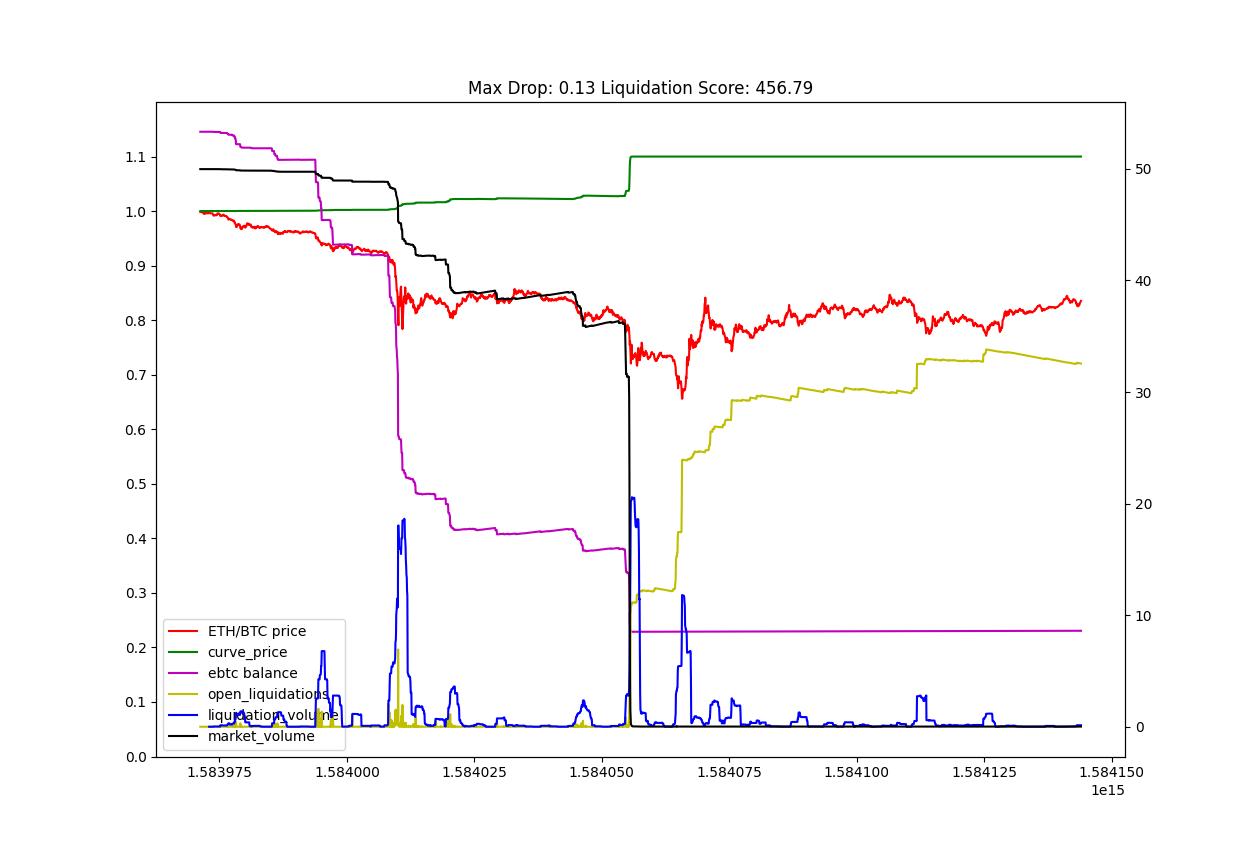 Max Drop: 0.13 Liquidation Score: 456.79
1.1
1.0
0.9
0.8
0.7
0.6
0.5
0.4
0.3
0.2
0.1
0.0
50
40
30
20
10
0
ETH/BTC price
curve_price
ebtc balance
open_liquidations
liquidation_volume
market_volume
1.583975 1.584000 1.584025 1.584050 1.584075 1.584100 1.584125 1.584150
1e15